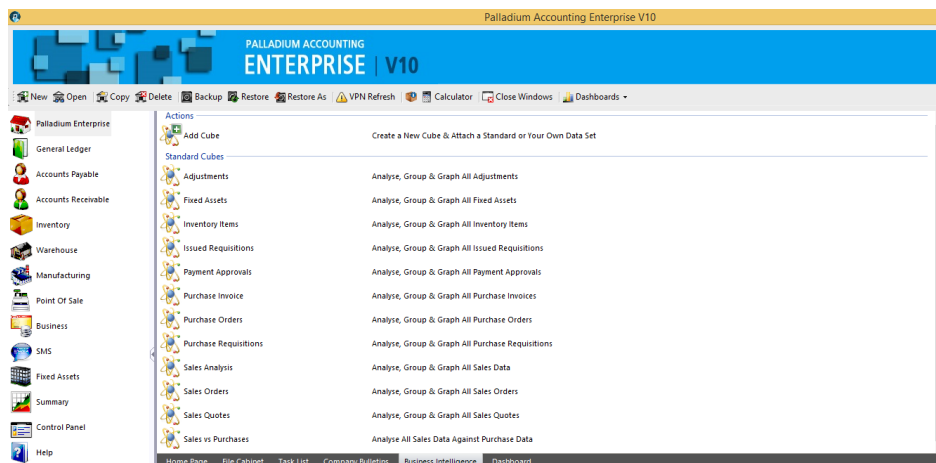 Palladium Accounting Enterprise V10
PALLADIUM ACCOUNTING
ENTERPRISE | V10
New Open Copy Delete Backup Restore Restore As VPN Refresh Calculator Close Windows Dashboards
Palladium Enterprise
General Ledger
Accounts Payable
Accounts Receivable
Inventory
Warehouse
Manufacturing
Point Of Sale
Business
SMS
Fixed Assets
Summary
Control Panel
Help
Actions
Add Cube Create a New Cube & Attach a Standard or Your Own Data Set
Standard Cubes
Adjustments Analyse, Group & Graph All Adjustments
Fixed Assets Analyse, Group & Graph All Fixed Assets
Inventory Items Analyse, Group & Graph All Inventory Items
Issued Requisitions Analyse, Group & Graph All Issued Requisitions
Payment Approvals Analyse, Group & Graph All Payment Approvals
Purchase Invoice Analyse, Group & Graph All Purchase Invoices
Purchase Orders Analyse, Group & Graph All Purchase Orders
Purchase Requisitions Analyse, Group & Graph All Purchase Requisitions
Sales Analysis Analyse, Group & Graph All Sales Data
Sales Orders Analyse, Group & Graph All Sales Orders
Sales Quotes Analyse, Group & Graph All Sales Quotes
Sales vs Purchases Analyse All Sales Data Against Purchase Data
Home Page File Cabinet Task List Company Bulletins Business Intelligence Dashboard